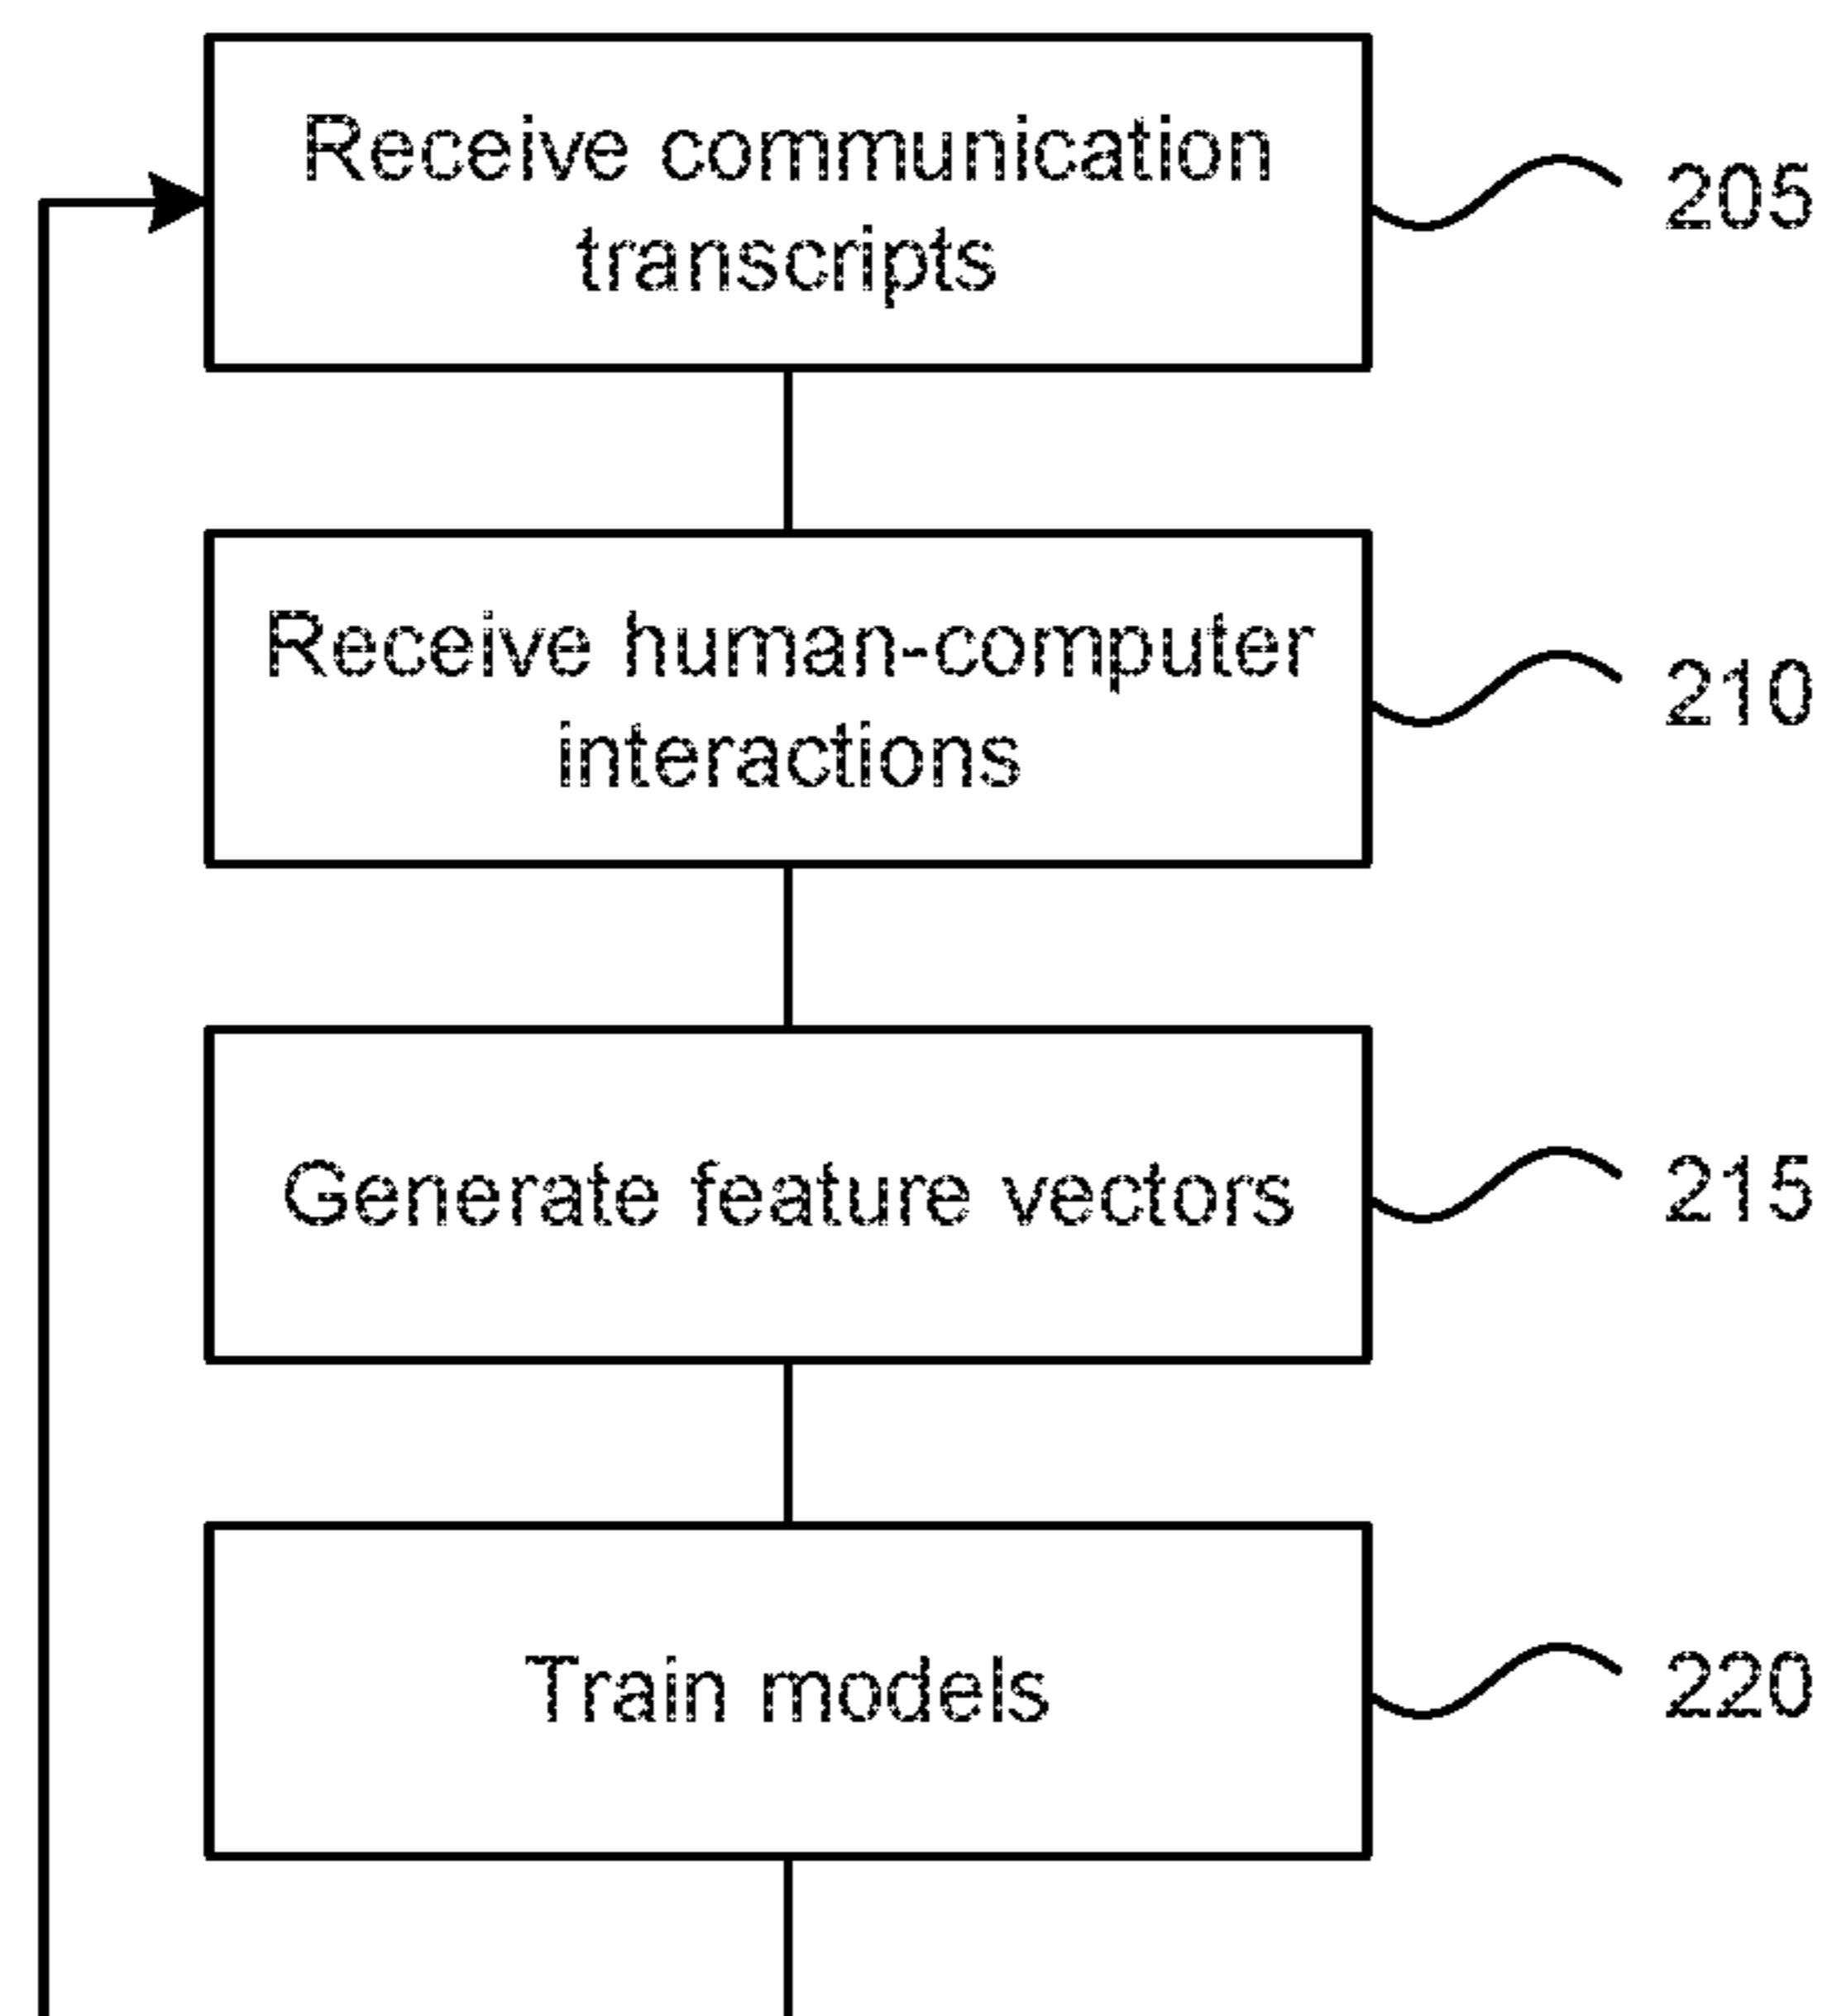 Receive communication
transcripts
205
Receive human-computer
interactions
210
Generate feature vectors
215
Train models
220